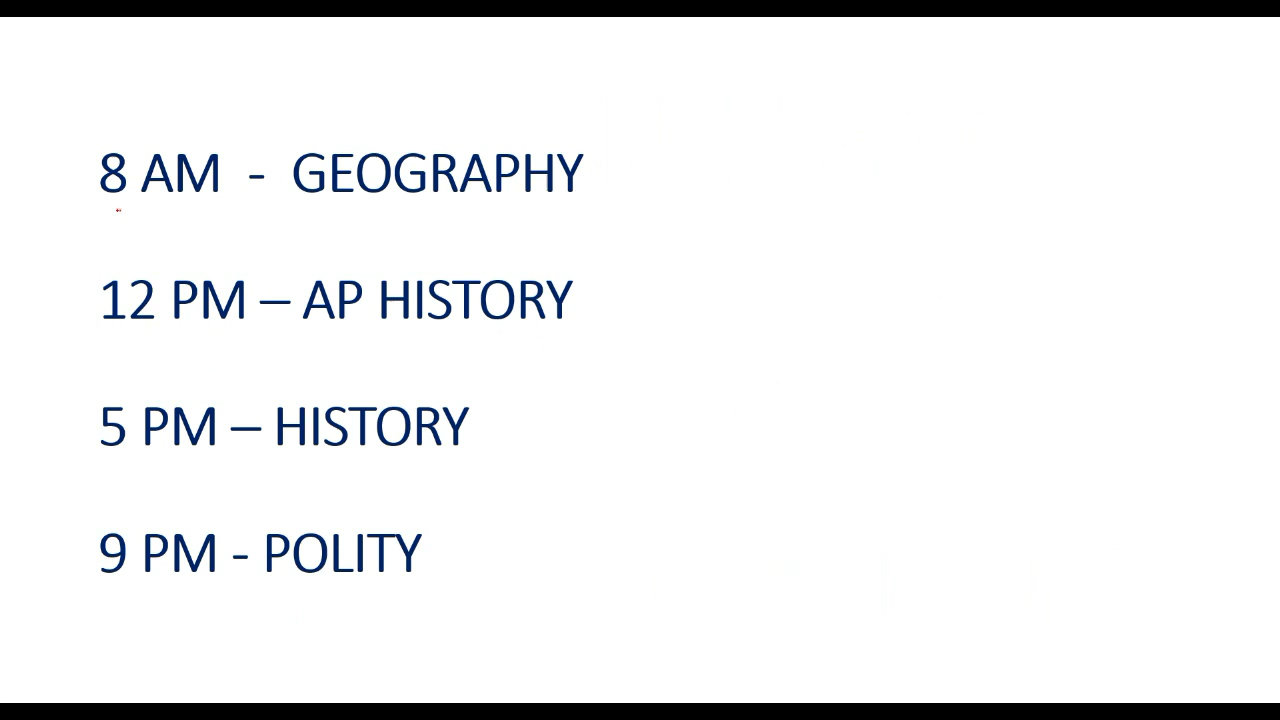 8 AM - GEOGRAPHY
12 PM – AP HISTORY
5 PM – HISTORY
9 PM - POLITY